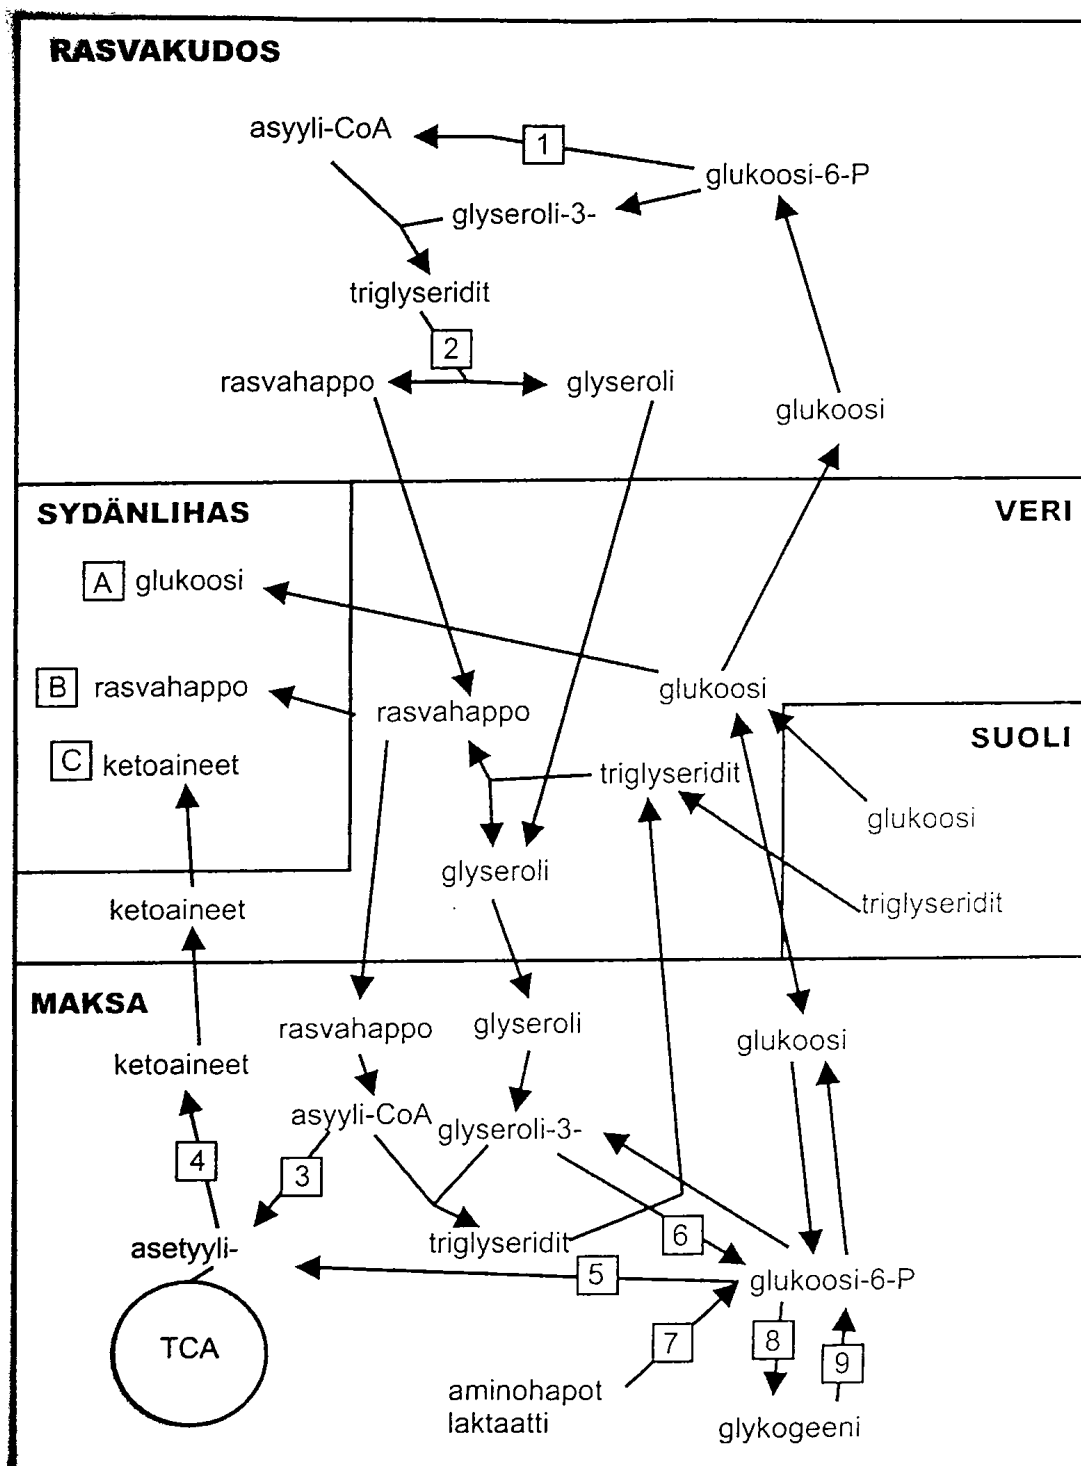 RASVAKUDOS
asyyli-CoA
1
glukoosi-6-P
glyseroli-3-
triglyseridit
2
rasvahappo
glyseroli
glukoosi
SYDÄNLIHAS
VERI
A glukoosi
B rasvahappo
glukoosi
rasvahappo
SUOLI
C ketoaineet
triglyseridit
glukoosi
glyseroli
ketoaineet
triglyseridit
MAKSA
rasvahappo
glyseroli
glukoosi
ketoaineet
asyyli-CoA
glyseroli-3-
4
3
asetyyli-
triglyseridit
6
5
glukoosi-6-P
TCA
7
8
9
aminohapot
laktaatti
glykogeeni